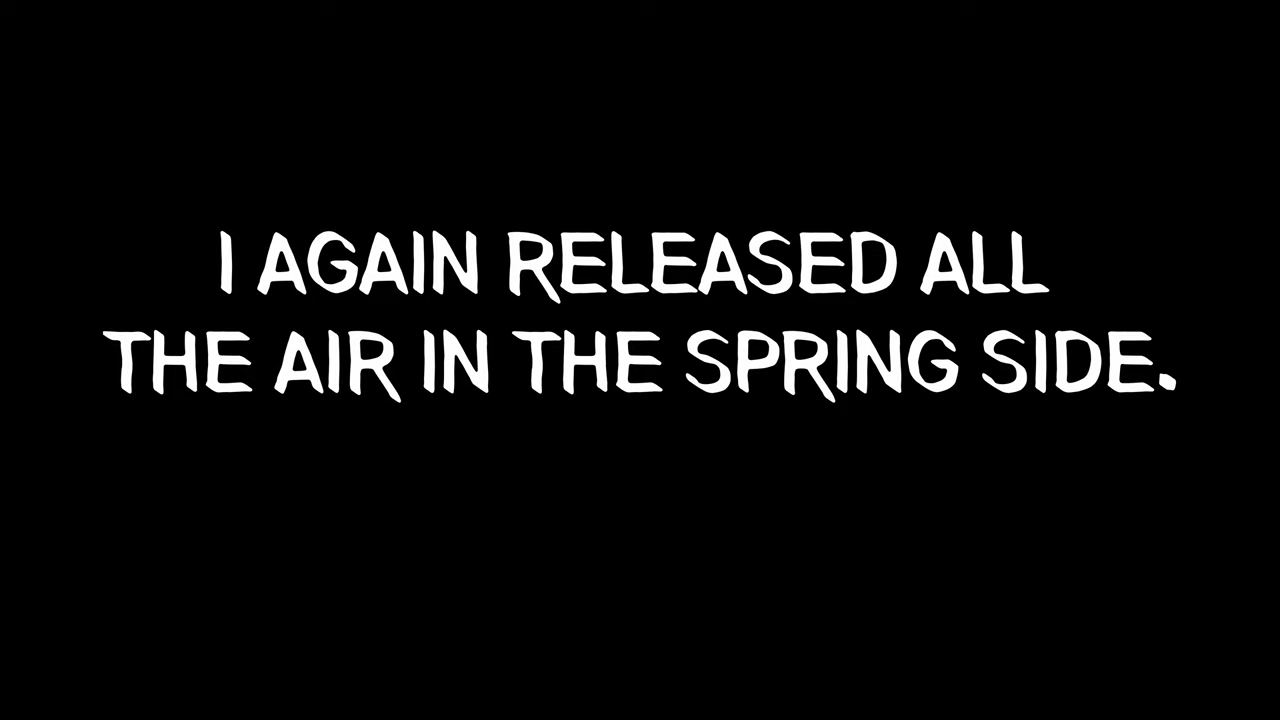 I AGAIN RELEASED ALL
THE AIR IN THE SPRING SIDE.